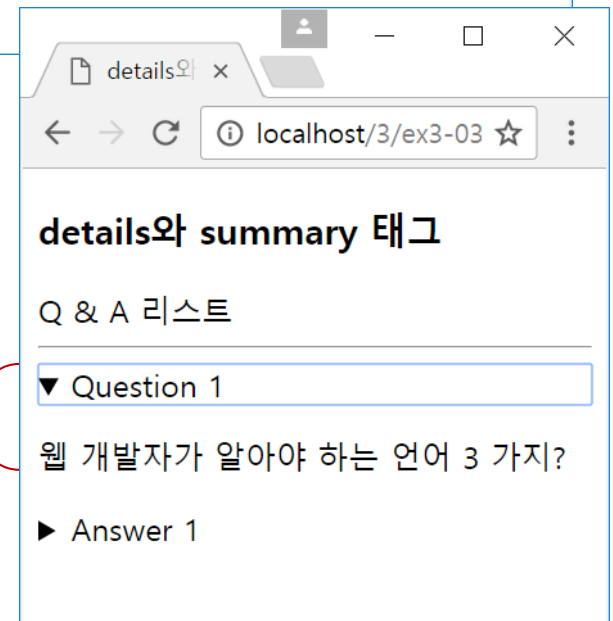 details와
localhost/3/ex3-03
details와 summary 태그
Q & A 리스트
▼ Question 1
웹 개발자가 알아야 하는 언어 3 가지?
▶ Answer 1